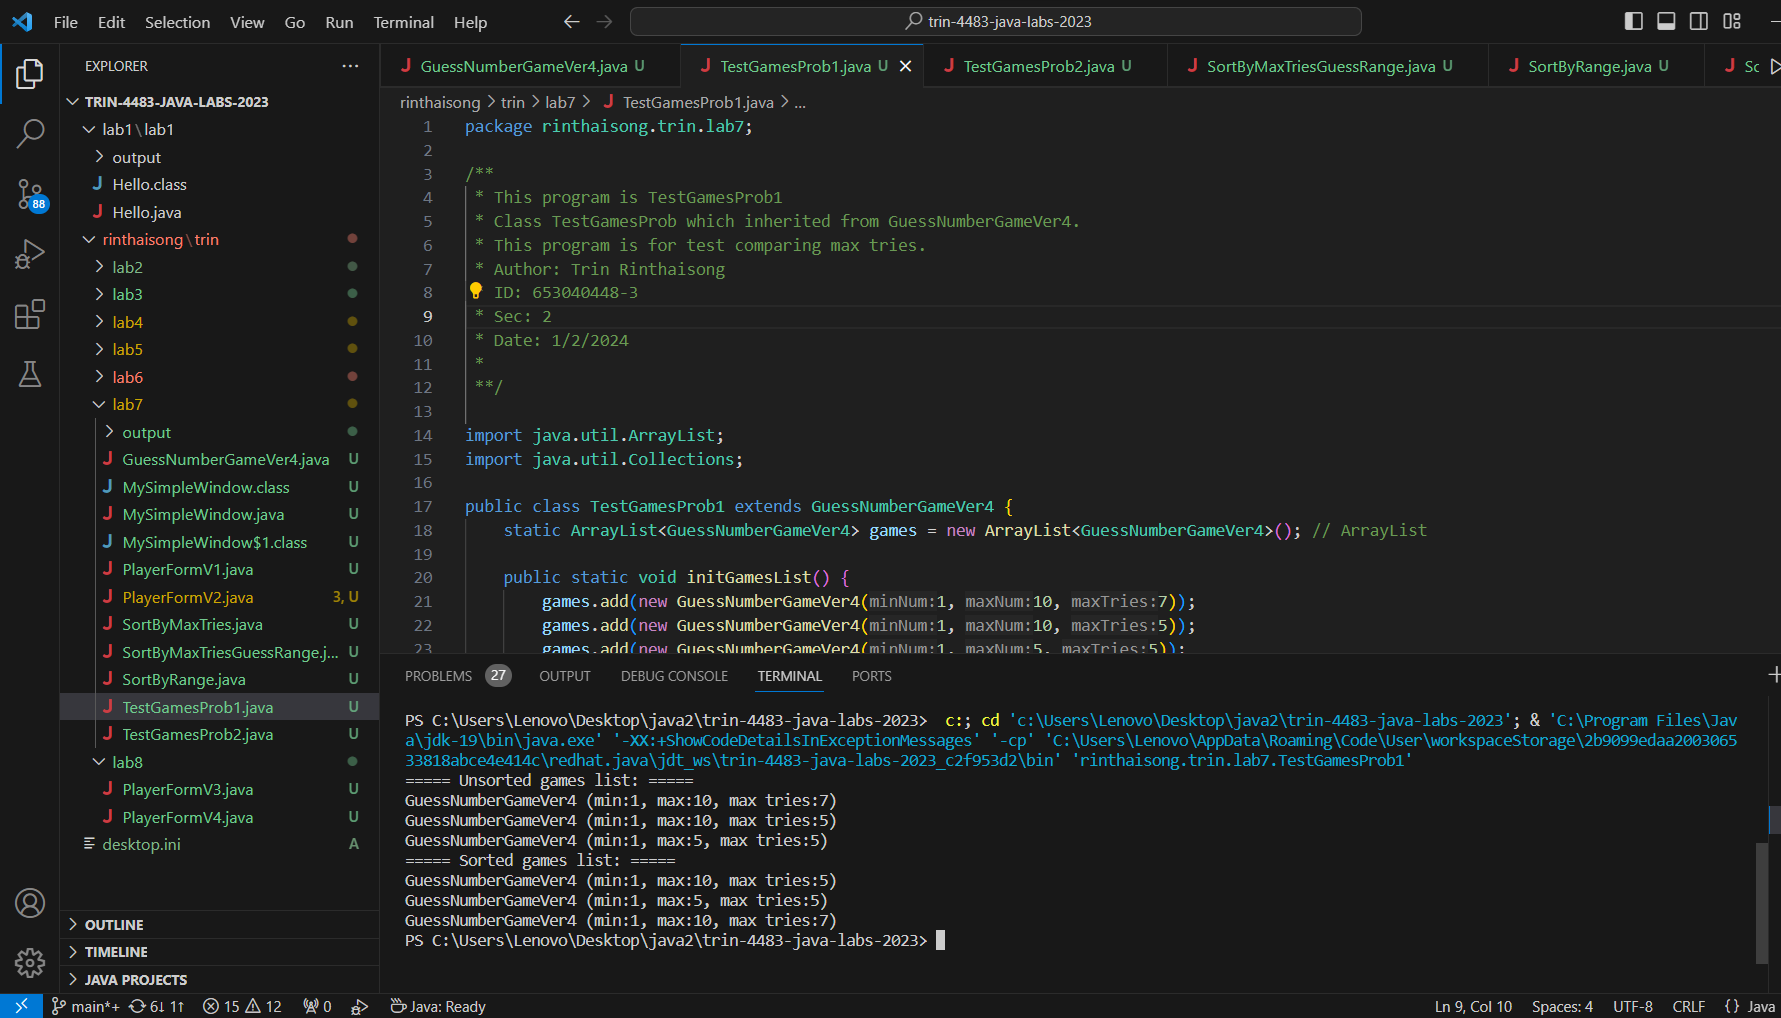 File Edit Selection View Go Run Terminal Help
trin-4483-java-labs-2023
EXPLORER
TRIN-4483-JAVA-LABS-2023
lab1\lab1
output
Hello.class
Hello.java
rinthaisong\trin
lab2
lab3
lab4
lab5
lab6
lab7
output
GuessNumberGameVer4.java U
MySimpleWindow.class U
MySimpleWindow.java U
MySimpleWindow$1.class U
PlayerFormV1.java U
PlayerFormV2.java 3, U
SortByMaxTries.java U
SortByMaxTriesGuessRange.j... U
SortByRange.java U
TestGamesProb1.java U
TestGamesProb2.java U
lab8
PlayerFormV3.java U
PlayerFormV4.java U
desktop.ini A
OUTLINE
TIMELINE
JAVA PROJECTS
88
GuessNumberGameVer4.java U TestGamesProb1.java U TestGamesProb2.java U SortByMaxTriesGuessRange.java U SortByRange.java U Sc
rinthaisong > trin > lab7 > TestGamesProb1.java > ...
1 package rinthaisong.trin.lab7;
2
3 /**
4 * This program is TestGamesProb1
5 * Class TestGamesProb which inherited from GuessNumberGameVer4.
6 * This program is for test comparing max tries.
7 * Author: Trin Rinthaisong
8 ID: 653040448-3
9 * Sec: 2
10 * Date: 1/2/2024
11 *
12 **/
13
14 import java.util.ArrayList;
15 import java.util.Collections;
16
17 public class TestGamesProb1 extends GuessNumberGameVer4 {
18 static ArrayList<GuessNumberGameVer4> games = new ArrayList<GuessNumberGameVer4>(); // ArrayList
19
20 public static void initGamesList() {
21 games.add(new GuessNumberGameVer4(minNum:1, maxNum:10, maxTries:7));
22 games.add(new GuessNumberGameVer4(minNum:1, maxNum:10, maxTries:5));
23 games.add(new GuessNumberGameVer4(minNum:1, maxNum:5, maxTries:5));
PROBLEMS 27 OUTPUT DEBUG CONSOLE TERMINAL PORTS
PS C:\Users\Lenovo\Desktop\java2\trin-4483-java-labs-2023> c:; cd 'c:\Users\Lenovo\Desktop\java2\trin-4483-java-labs-2023'; & 'C:\Program Files\Jav
a\jdk-19\bin\java.exe' '-XX:+ShowCodeDetailsInExceptionMessages' '-cp' 'C:\Users\Lenovo\AppData\Roaming\Code\User\workspaceStorage\2b9099edaa2003065
33818abce4e414c\redhat.java\jdt_ws\trin-4483-java-labs-2023_c2f953d2\bin' 'rinthaisong.trin.lab7.TestGamesProb1'
===== Unsorted games list: =====
GuessNumberGameVer4 (min:1, max:10, max tries:7)
GuessNumberGameVer4 (min:1, max:10, max tries:5)
GuessNumberGameVer4 (min:1, max:5, max tries:5)
===== Sorted games list: =====
GuessNumberGameVer4 (min:1, max:10, max tries:5)
GuessNumberGameVer4 (min:1, max:5, max tries:5)
GuessNumberGameVer4 (min:1, max:10, max tries:7)
PS C:\Users\Lenovo\Desktop\java2\trin-4483-java-labs-2023>
main*+ 6↓ 1↑ 15 12 0 Java: Ready Ln 9, Col 10 Spaces: 4 UTF-8 CRLF {} Java